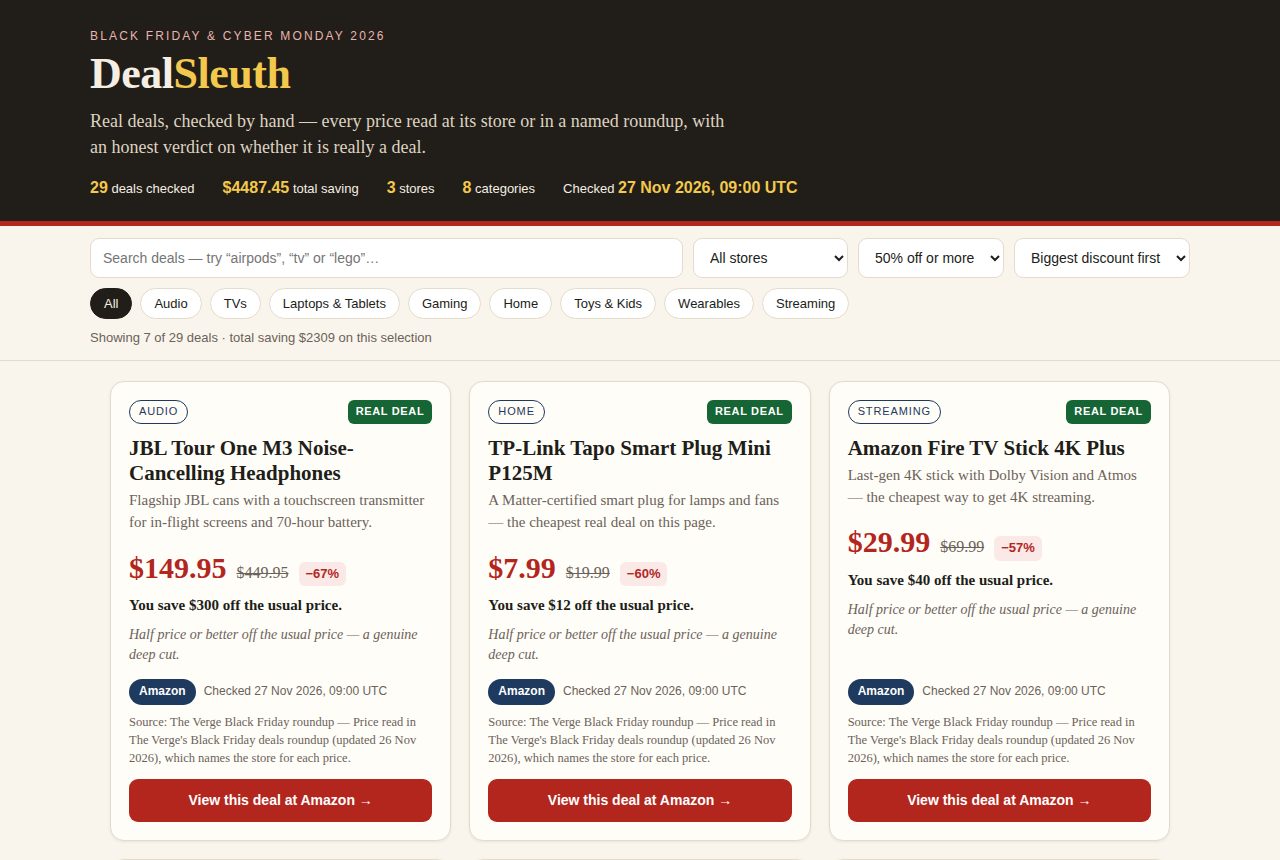 BLACK FRIDAY & CYBER MONDAY 2026
DealSleuth
Real deals, checked by hand — every price read at its store or in a named roundup, with
an honest verdict on whether it is really a deal.
29 deals checked $4487.45 total saving 3 stores 8 categories Checked 27 Nov 2026, 09:00 UTC
Search deals — try “airpods”, “tv” or “lego”… All stores 50% off or more Biggest discount first
All Audio TVs Laptops & Tablets Gaming Home Toys & Kids Wearables Streaming
Showing 7 of 29 deals · total saving $2309 on this selection
AUDIO REAL DEAL
JBL Tour One M3 Noise-
Cancelling Headphones
Flagship JBL cans with a touchscreen transmitter
for in-flight screens and 70-hour battery.
$149.95 $449.95 −67%
You save $300 off the usual price.
Half price or better off the usual price — a genuine
deep cut.
Amazon Checked 27 Nov 2026, 09:00 UTC
Source: The Verge Black Friday roundup — Price read in
The Verge's Black Friday deals roundup (updated 26 Nov
2026), which names the store for each price.
View this deal at Amazon →
HOME REAL DEAL
TP-Link Tapo Smart Plug Mini
P125M
A Matter-certified smart plug for lamps and fans
— the cheapest real deal on this page.
$7.99 $19.99 −60%
You save $12 off the usual price.
Half price or better off the usual price — a genuine
deep cut.
Amazon Checked 27 Nov 2026, 09:00 UTC
Source: The Verge Black Friday roundup — Price read in
The Verge's Black Friday deals roundup (updated 26 Nov
2026), which names the store for each price.
View this deal at Amazon →
STREAMING REAL DEAL
Amazon Fire TV Stick 4K Plus
Last-gen 4K stick with Dolby Vision and Atmos
— the cheapest way to get 4K streaming.
$29.99 $69.99 −57%
You save $40 off the usual price.
Half price or better off the usual price — a genuine
deep cut.
Amazon Checked 27 Nov 2026, 09:00 UTC
Source: The Verge Black Friday roundup — Price read in
The Verge's Black Friday deals roundup (updated 26 Nov
2026), which names the store for each price.
View this deal at Amazon →